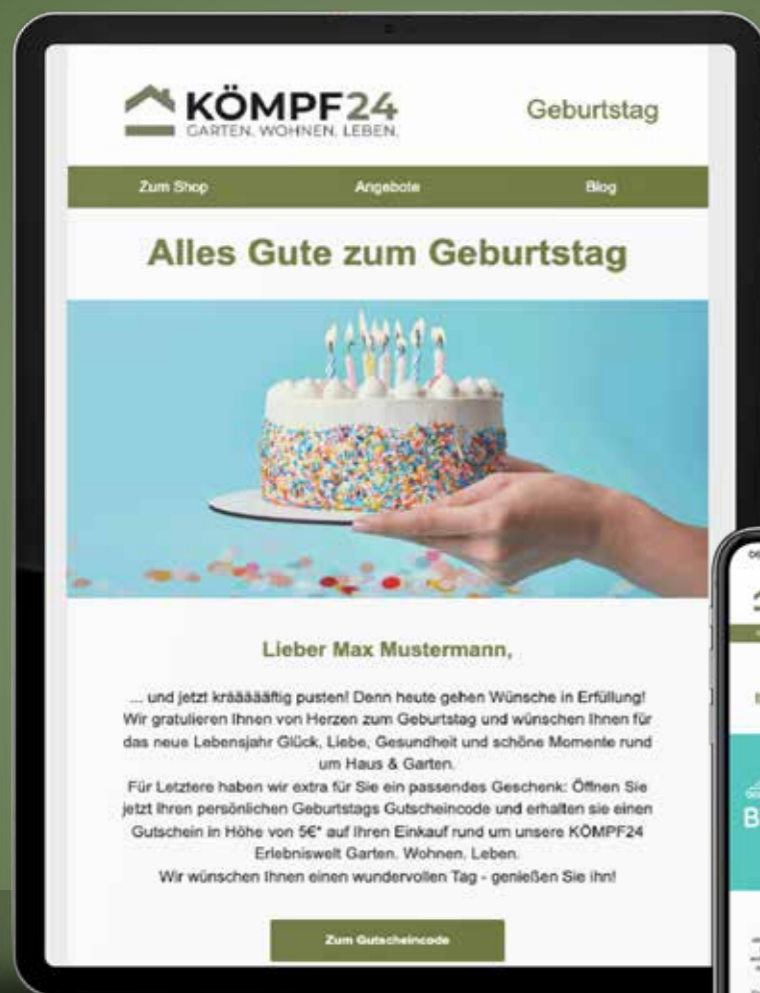 KÖMPF24
GARTEN. WOHNEN. LEBEN.
Geburtstag
Zum Shop
Angebote
Blog
Alles Gute zum Geburtstag
Lieber Max Mustermann,
... und jetzt kräääääftig pusten! Denn heute gehen Wünsche in Erfüllung!
Wir gratulieren Ihnen von Herzen zum Geburtstag und wünschen Ihnen für
das neue Lebensjahr Glück, Liebe, Gesundheit und schöne Momente rund
um Haus & Garten.
Für Letztere haben wir extra für Sie ein passendes Geschenk: Öffnen Sie
jetzt Ihren persönlichen Geburtstags Gutscheincode und erhalten sie einen
Gutschein in Höhe von 5€* auf Ihren Einkauf rund um unsere KÖMPF24
Erlebniswelt Garten. Wohnen. Leben.
Wir wünschen Ihnen einen wundervollen Tag - genießen Sie ihn!
Zum Gutscheincode